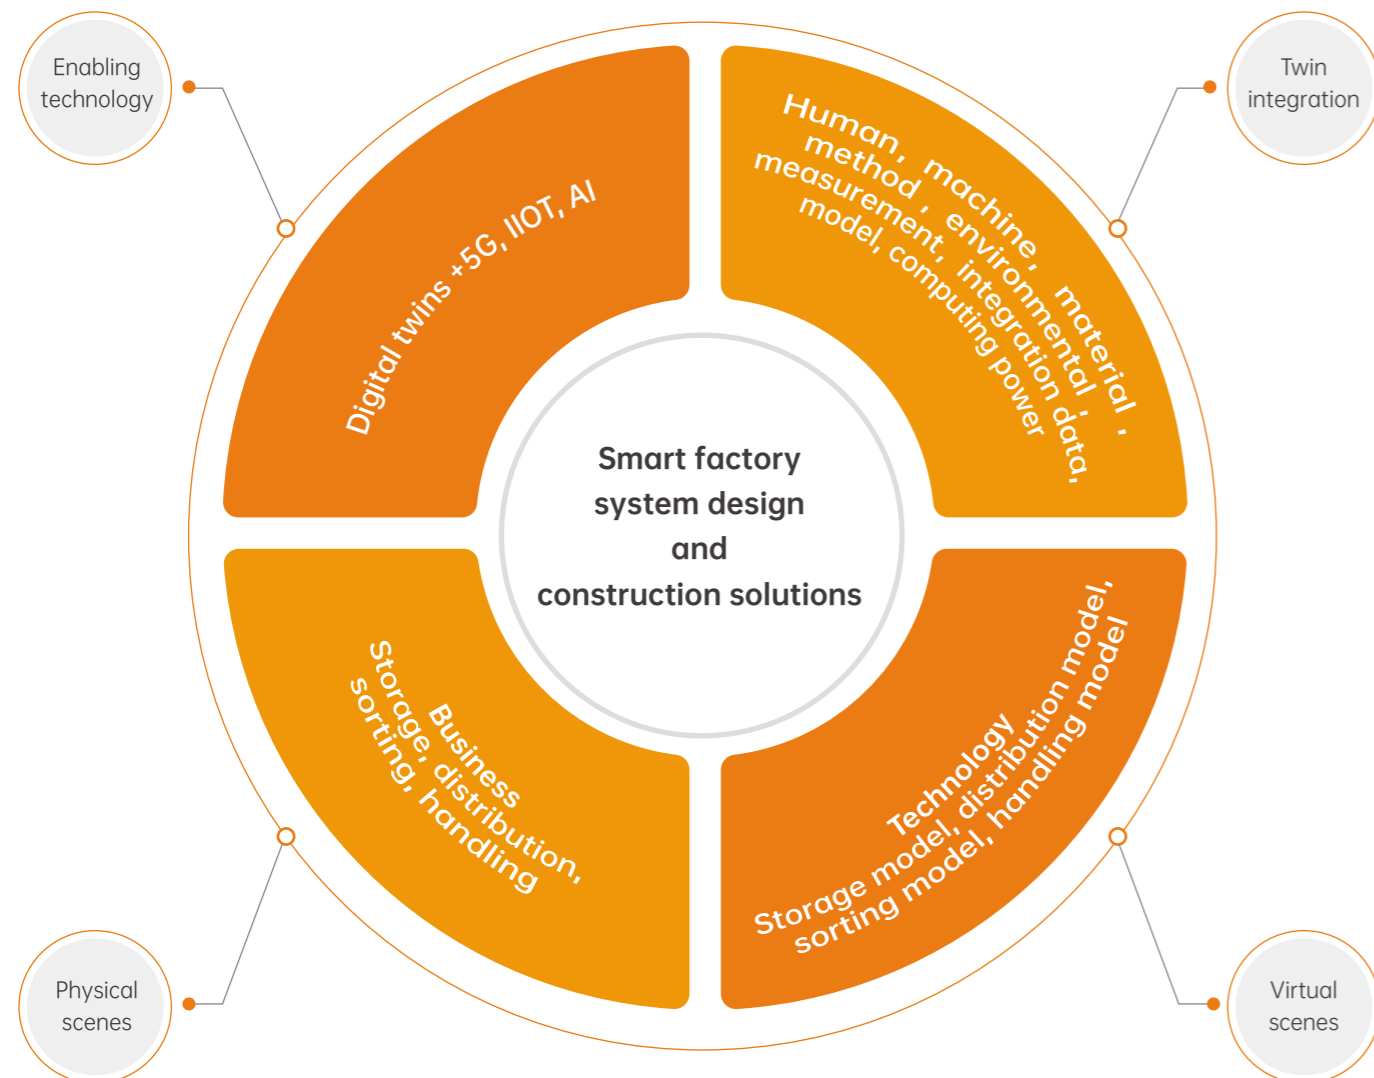 Enabling
technology
Twin
integration
Digital twins +5G, IIOT, AI
Human, machine, material ,
method , environmental ,
measurement, integration data,
model, computing power
Smart factory
system design
and
construction solutions
Business
Storage, distribution,
sorting, handling
Technology
Storage model, distribution model,
sorting model, handling model
Physical
scenes
Virtual
scenes